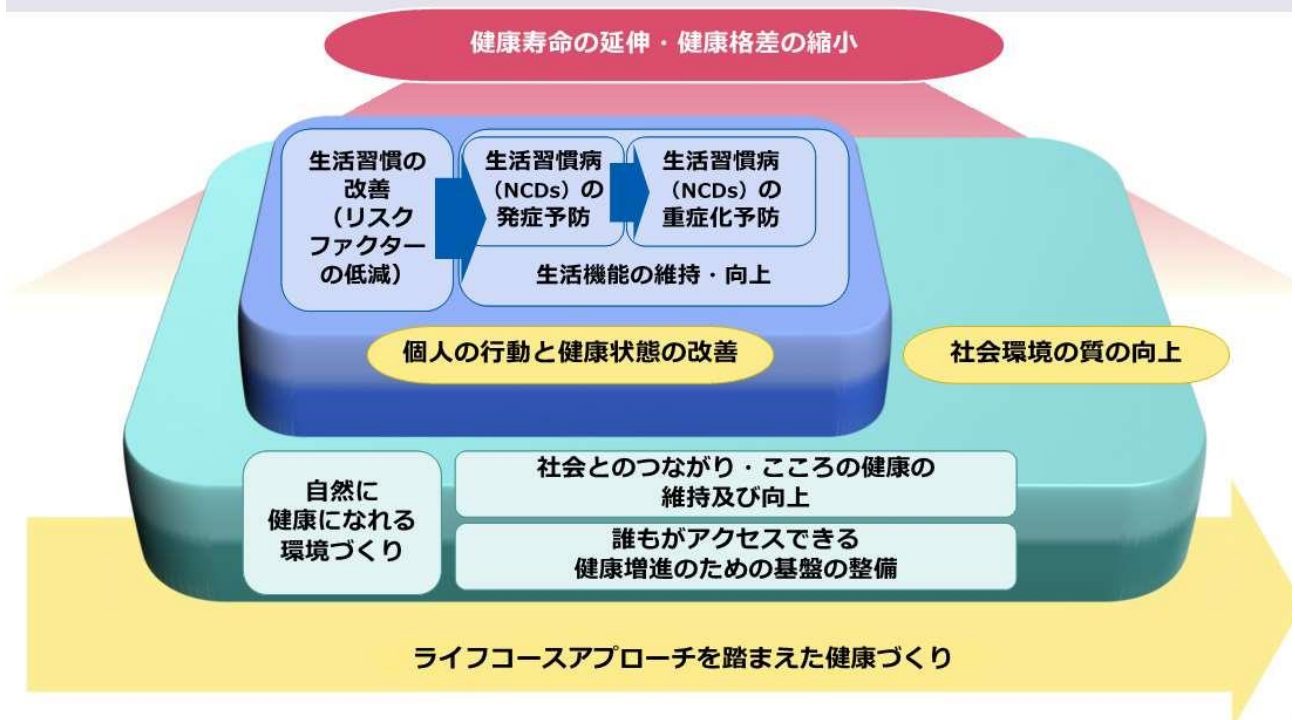 健康寿命の延伸・健康格差の縮小
生活習慣の
改善
（リスク
ファクター
の低減）
生活習慣病
（NCDs）の
発症予防
生活習慣病
（NCDs）の
重症化予防
生活機能の維持・向上
個人の行動と健康状態の改善
社会環境の質の向上
自然に
健康になれる
環境づくり
社会とのつながり・こころの健康の
維持及び向上
誰もがアクセスできる
健康増進のための基盤の整備
ライフコースアプローチを踏まえた健康づくり